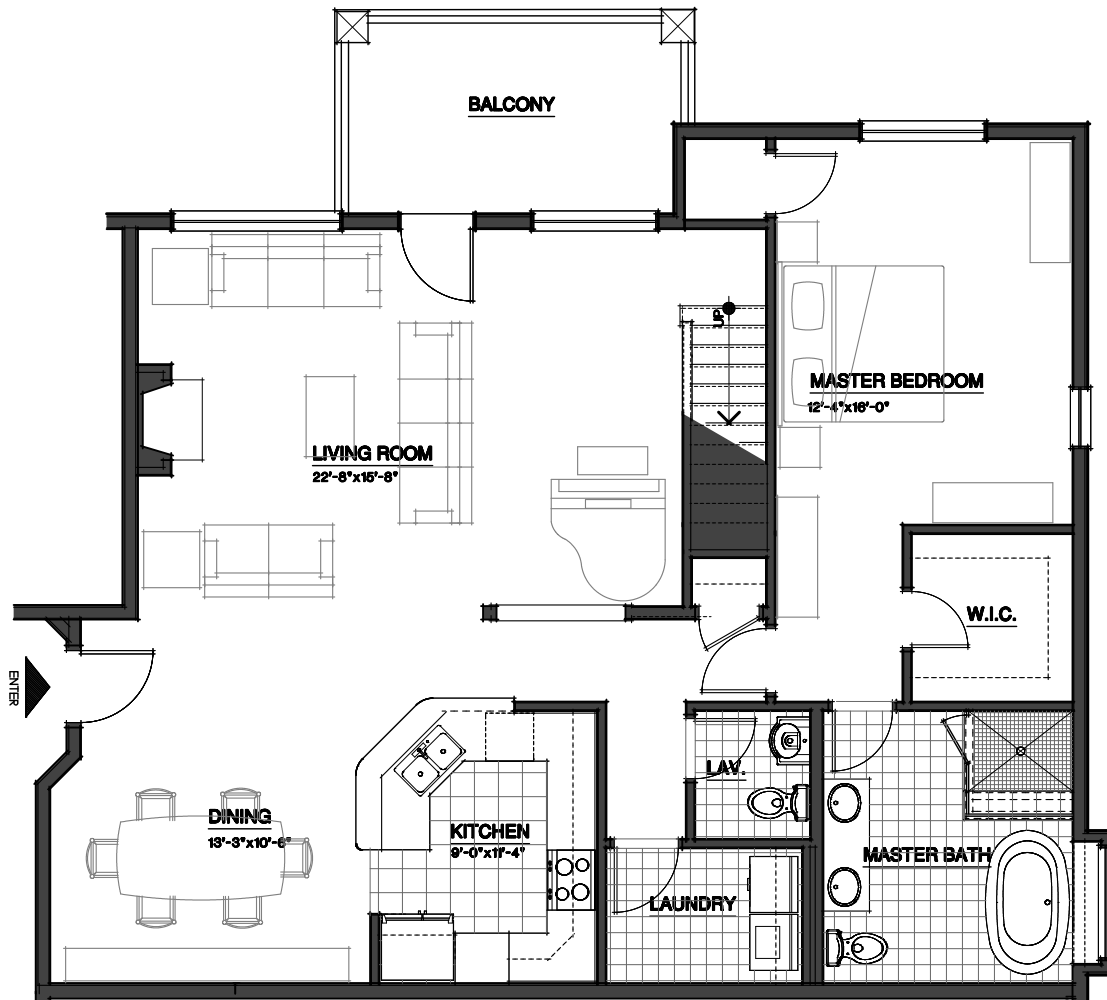 BALCONY
UP
MASTER BEDROOM
12'-4"x16'-0"
LIVING ROOM
22'-8"x15'-8"
W.I.C.
ENTER
LAV.
DINING
13'-3"x10'-6"
KITCHEN
9'-0"x11'-4"
MASTER BATH
LAUNDRY